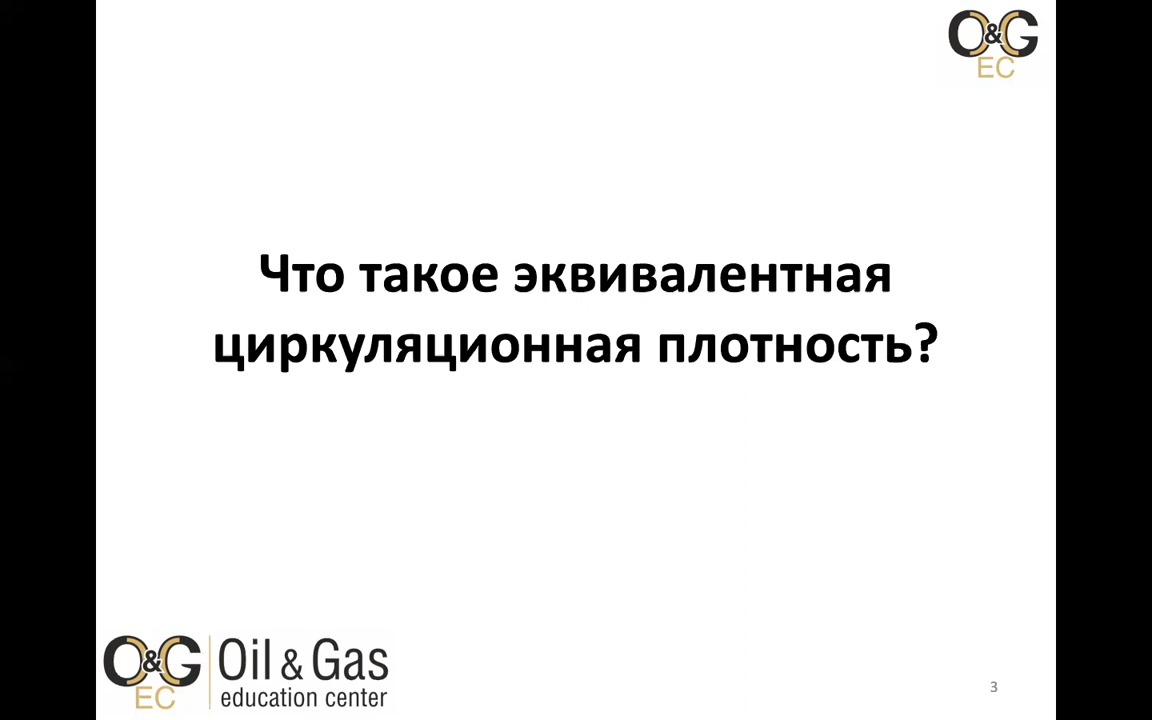 O&G
EC
Что такое эквивалентная
циркуляционная плотность?
O&G
EC
Oil & Gas
education center
3